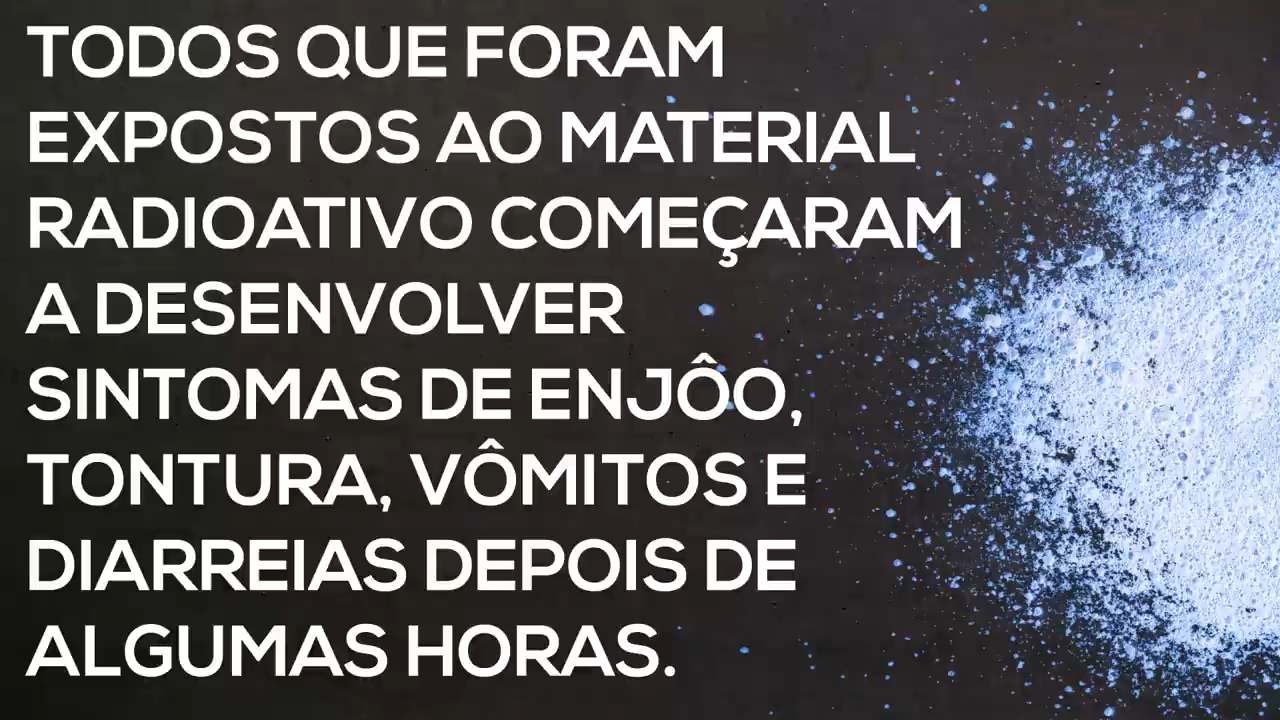 TODOS QUE FORAM
EXPOSTOS AO MATERIAL
RADIOATIVO COMEÇARAM
A DESENVOLVER
SINTOMAS DE ENJÔO,
TONTURA, VÔMITOS E
DIARREIAS DEPOIS DE
ALGUMAS HORAS.